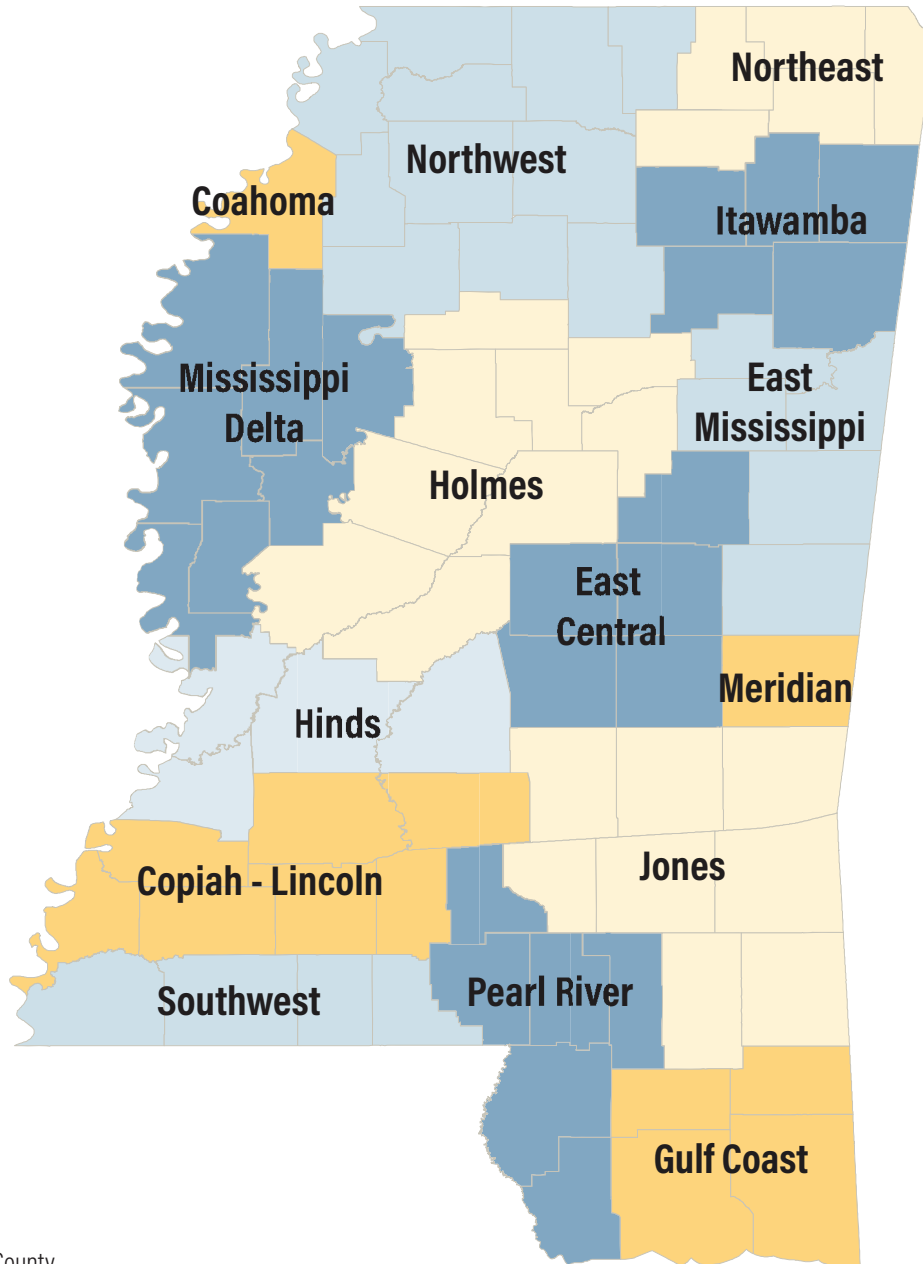 Northeast
Northwest
Coahoma
Itawamba
Mississippi
Delta
East
Mississippi
Holmes
East
Central
Meridian
Hinds
Jones
Copiah - Lincoln
Pearl River
Southwest
Gulf Coast
County